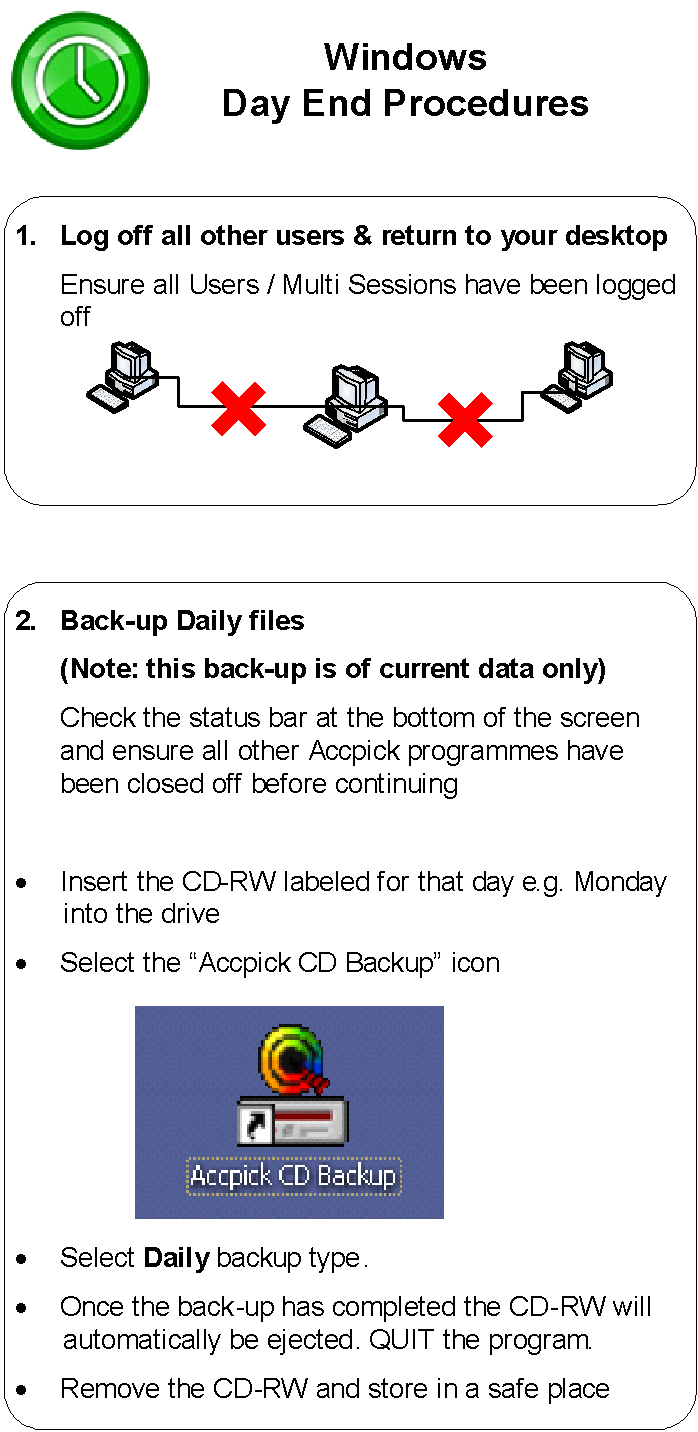 Windows
Day End Procedures
1. Log off all other users & return to your desktop
Ensure all Users / Multi Sessions have been logged
off
2. Back-up Daily files
(Note: this back-up is of current data only)
Check the status bar at the bottom of the screen
and ensure all other Accpick programmes have
been closed off before continuing
• Insert the CD-RW labeled for that day e.g. Monday
into the drive
• Select the “Accpick CD Backup” icon
Accpick CD Backup
• Select Daily backup type.
• Once the back-up has completed the CD-RW will
automatically be ejected. QUIT the program.
• Remove the CD-RW and store in a safe place